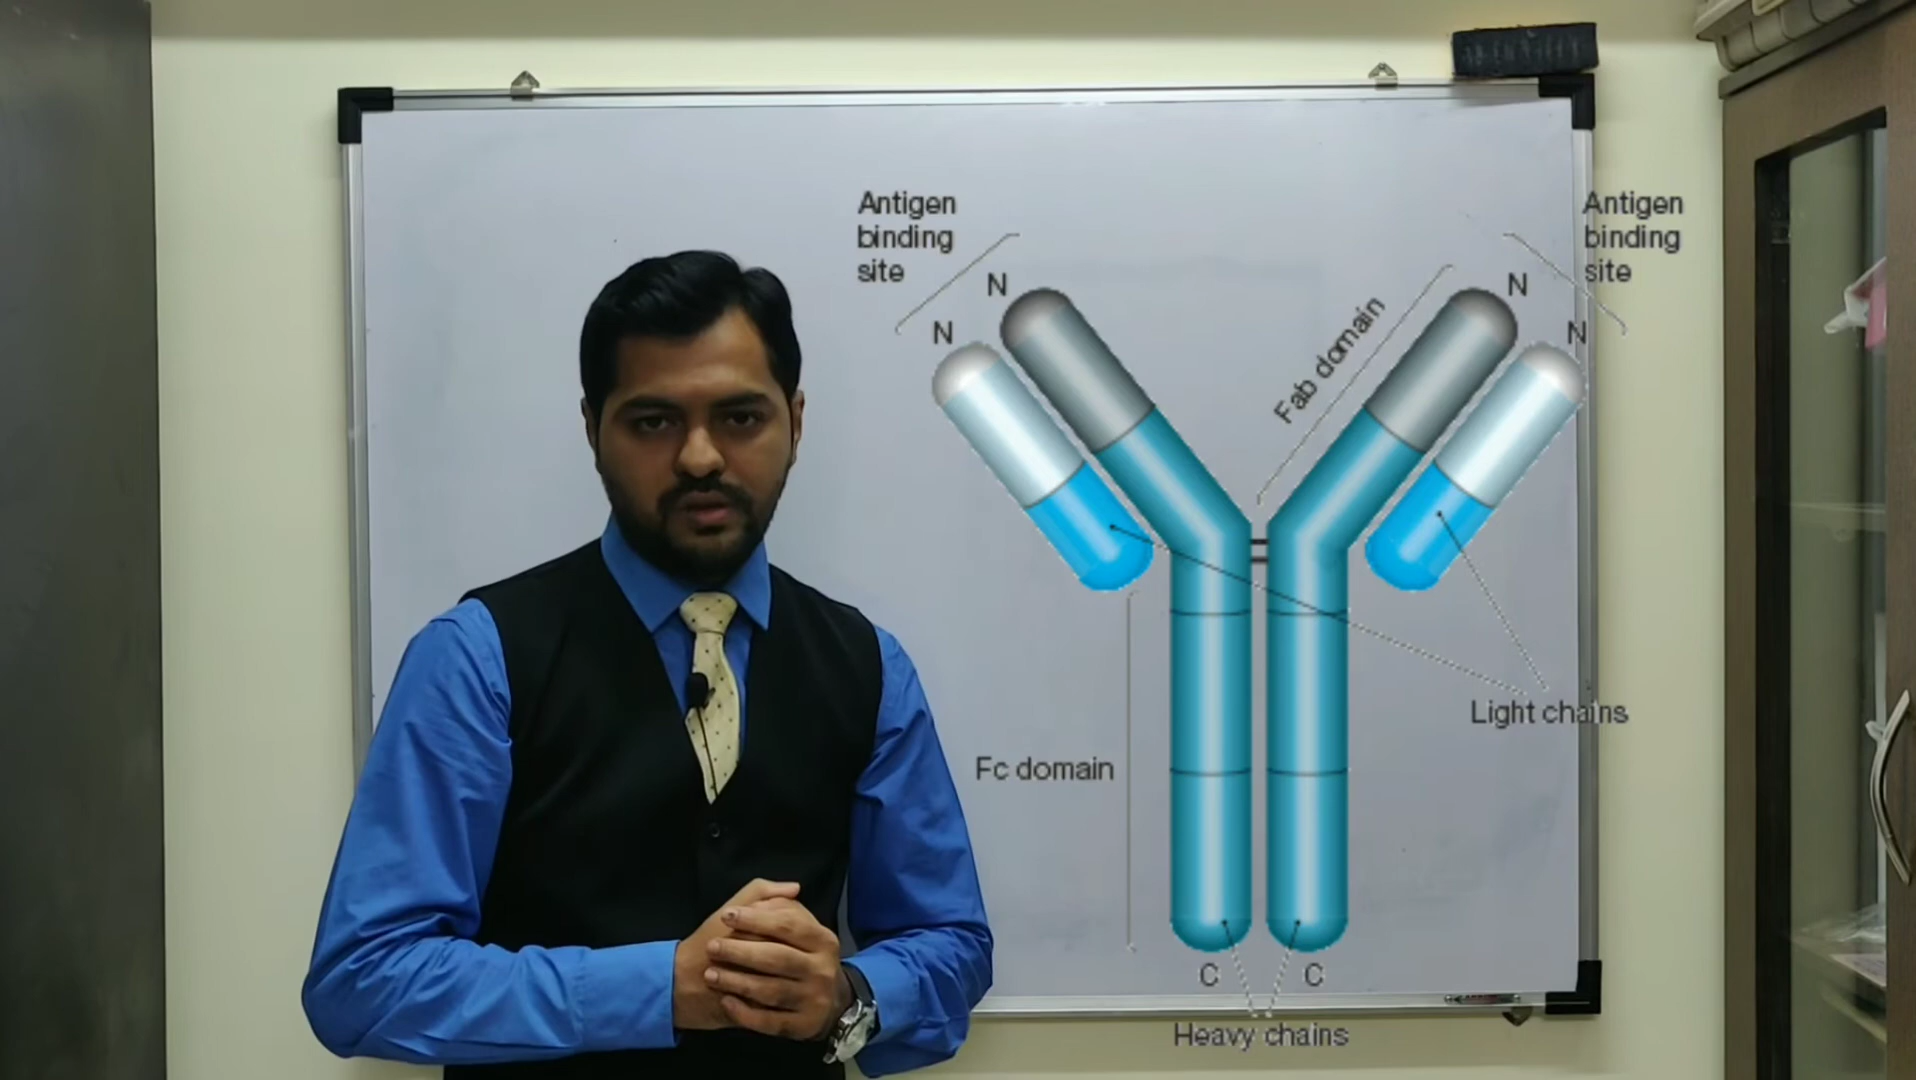 Antigen
binding
site
Antigen
binding
site
N
N
N
N
Fab domain
Light chains
Fc domain
C
C
Heavy chains